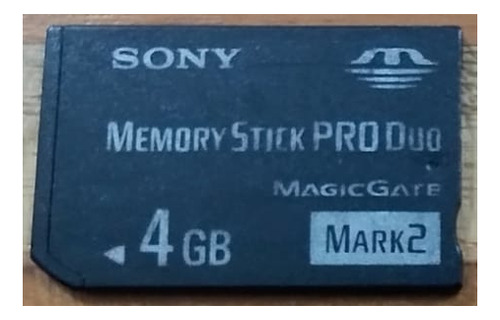 SONY
MEMORY STICK PRO DUO
MAGICGATE
4 GB
MARK2